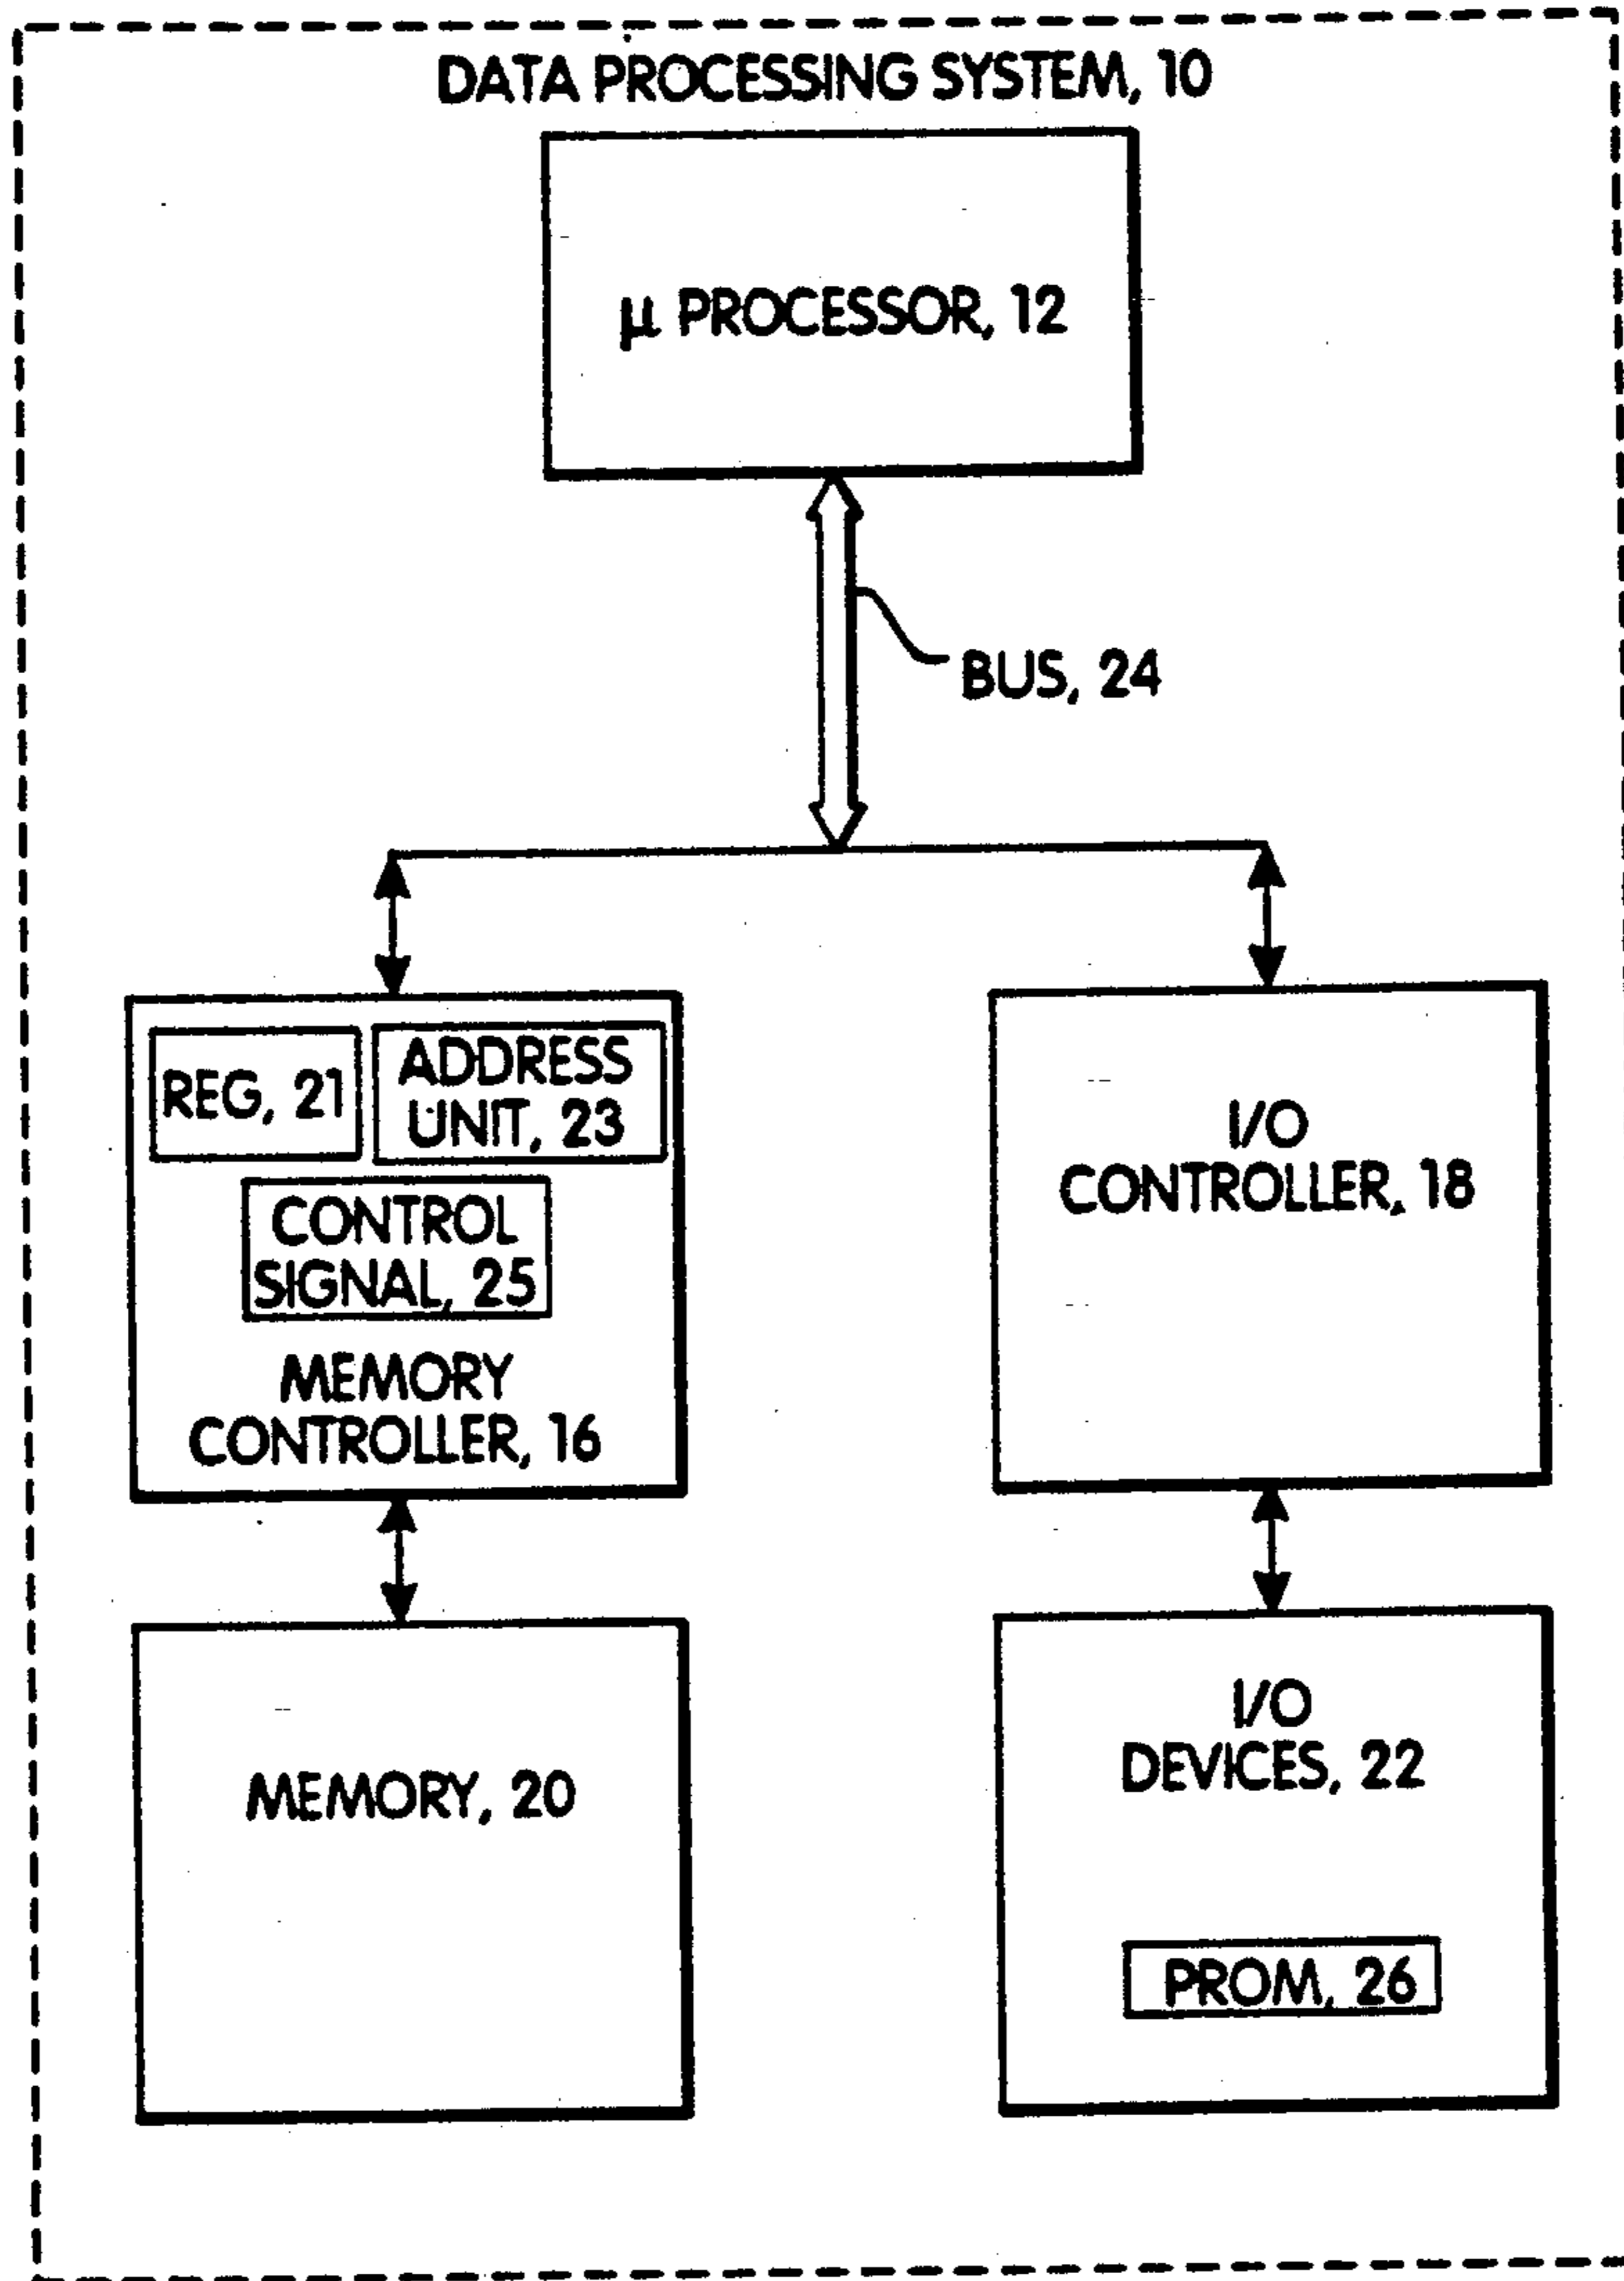 DATA PROCESSING SYSTEM, 10
µ PROCESSOR, 12
BUS, 24
REG, 21
ADDRESS
UNIT, 23
CONTROL
SIGNAL, 25
MEMORY
CONTROLLER, 16
I/O
CONTROLLER, 18
MEMORY, 20
I/O
DEVICES, 22
PROM, 26